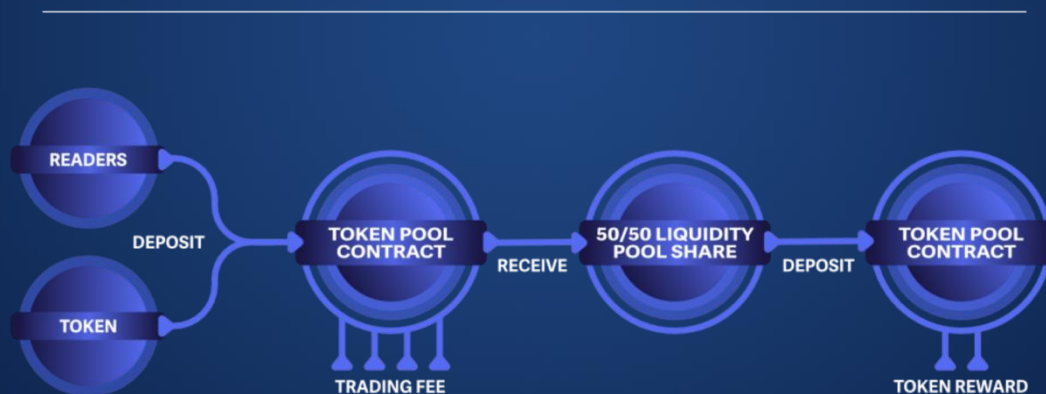 READERS
DEPOSIT
TOKEN
TOKEN POOL
CONTRACT
TRADING FEE
RECEIVE
50/50 LIQUIDITY
POOL SHARE
DEPOSIT
TOKEN POOL
CONTRACT
TOKEN REWARD